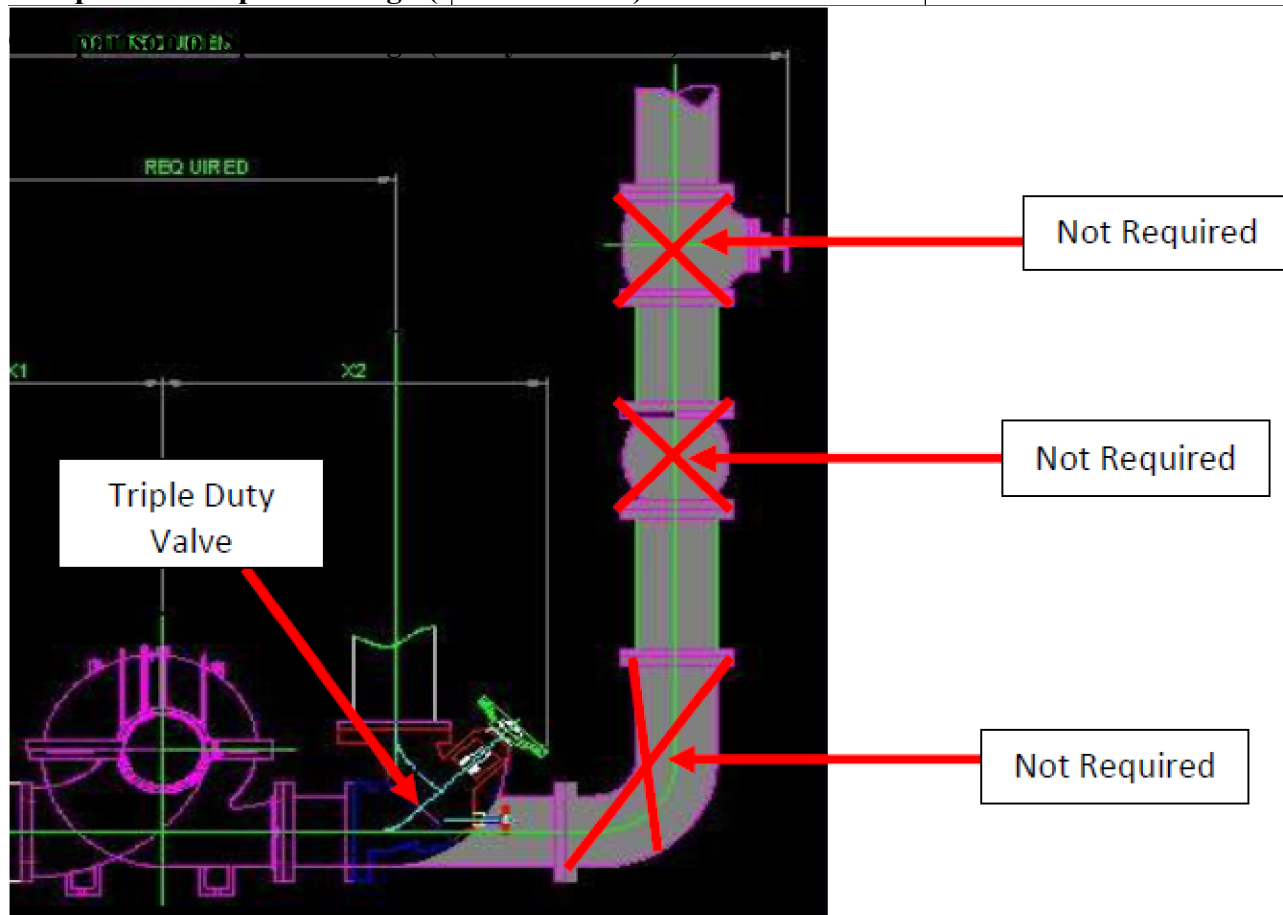 REQUIRED
Not Required
X1
X2
Not Required
Triple Duty
Valve
Not Required